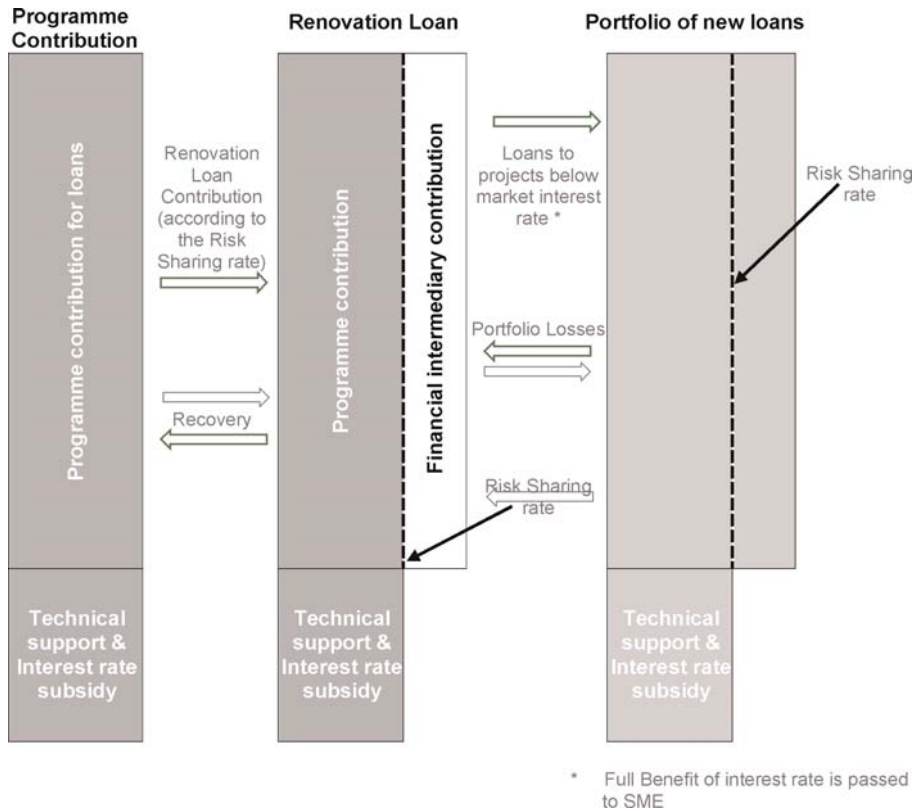 Programme
Contribution
Renovation Loan
Portfolio of new loans
Programme contribution for loans
Renovation
Loan
Contribution
(according to
the Risk
Sharing rate)
Recovery
Programme contribution
Financial intermediary contribution
Loans to
projects below
market interest
rate *
Portfolio Losses
Risk Sharing
rate
Risk Sharing
rate
Technical
support &
Interest rate
subsidy
Technical
support &
Interest rate
subsidy
Technical
support &
Interest rate
subsidy
* Full Benefit of interest rate is passed
to SME